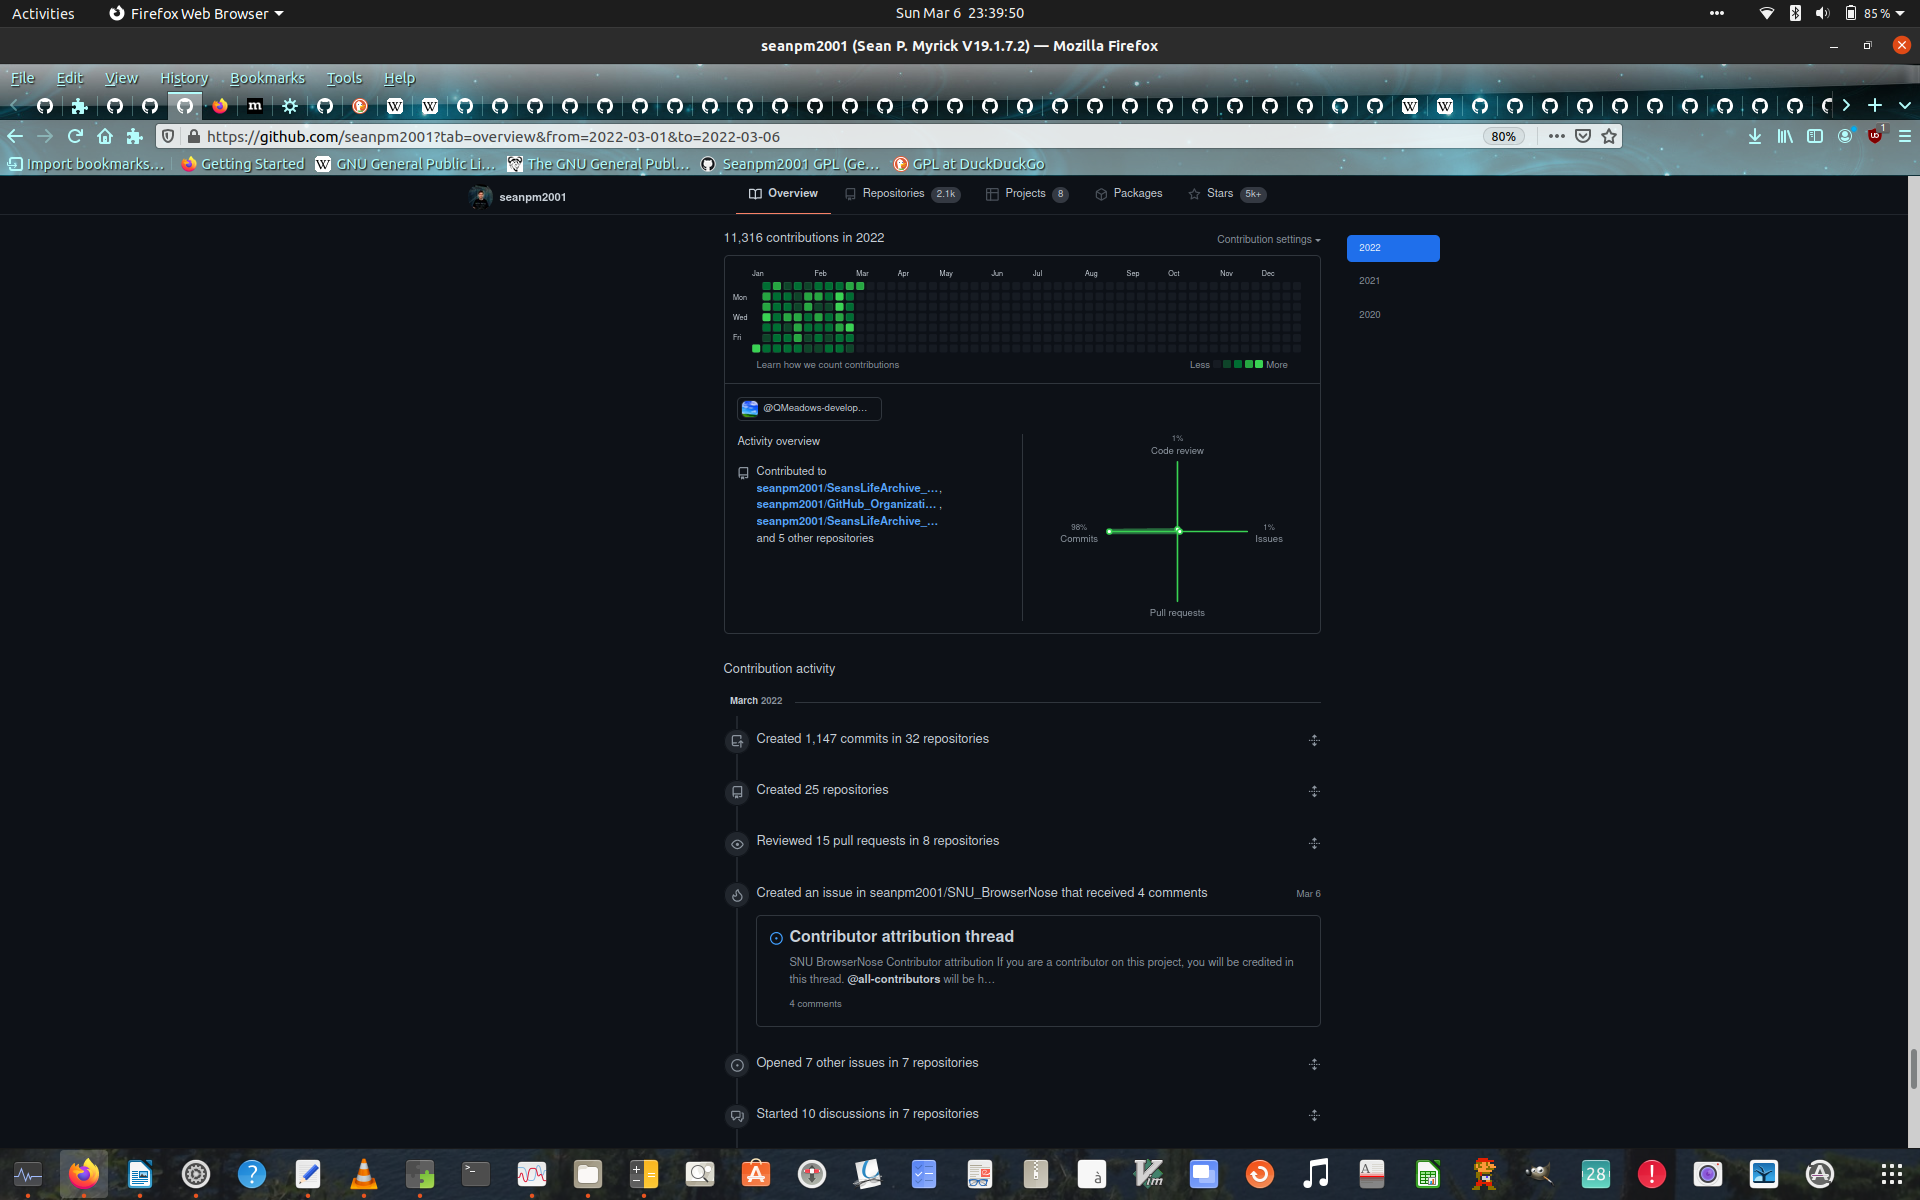 Activities
Firefox Web Browser
Sun Mar 6 23:39:50
85 %
seanpm2001 (Sean P. Myrick V19.1.7.2) — Mozilla Firefox
File Edit View History Bookmarks Tools Help
https://github.com/seanpm2001?tab=overview&from=2022-03-01&to=2022-03-06
80%
1
Import bookmarks…
Getting Started
GNU General Public Li…
The GNU General Publ…
Seanpm2001 GPL (Ge…
GPL at DuckDuckGo
seanpm2001
Overview
Repositories 2.1k
Projects 8
Packages
Stars 5k+
11,316 contributions in 2022
Contribution settings
2022
2021
2020
Jan Feb Mar Apr May Jun Jul Aug Sep Oct Nov Dec
Mon
Wed
Fri
Learn how we count contributions
Less More
@QMeadows-develop…
Activity overview
Contributed to
seanpm2001/SeansLifeArchive_…,
seanpm2001/GitHub_Organizati… ,
seanpm2001/SeansLifeArchive_…
and 5 other repositories
1%
Code review
98%
Commits
1%
Issues
Pull requests
Contribution activity
March 2022
Created 1,147 commits in 32 repositories
Created 25 repositories
Reviewed 15 pull requests in 8 repositories
Created an issue in seanpm2001/SNU_BrowserNose that received 4 comments
Mar 6
Contributor attribution thread
SNU BrowserNose Contributor attribution If you are a contributor on this project, you will be credited in
this thread. @all-contributors will be h…
4 comments
Opened 7 other issues in 7 repositories
Started 10 discussions in 7 repositories
28